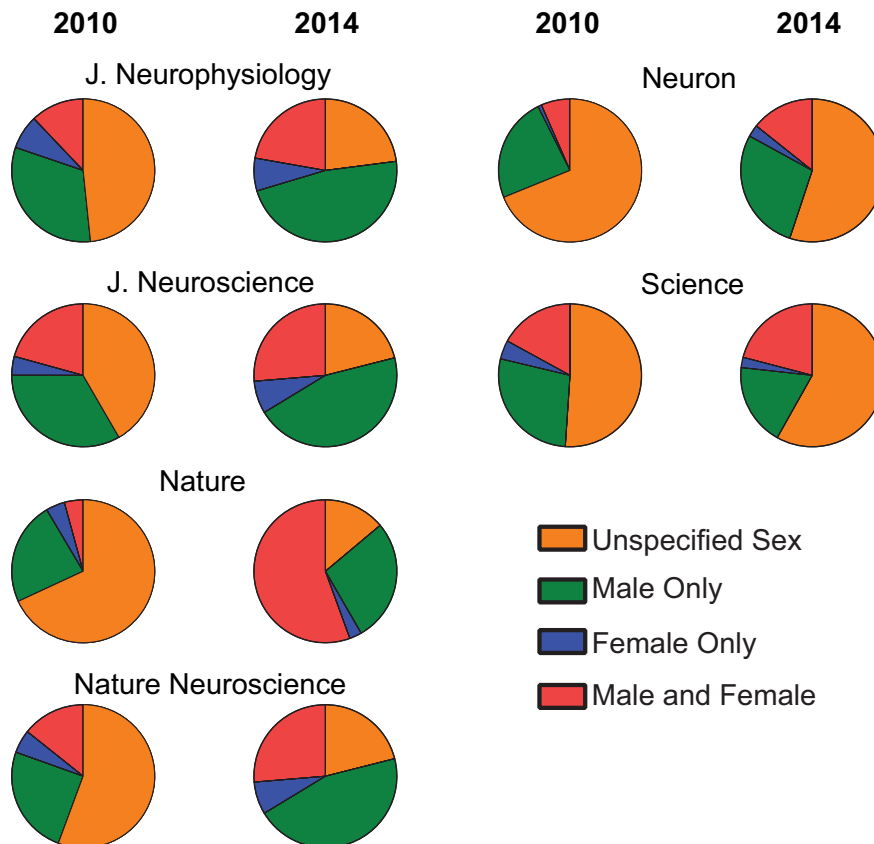 2010
2014
J. Neurophysiology
J. Neuroscience
Nature
Nature Neuroscience
2010
2014
Neuron
Science
Unspecified Sex
Male Only
Female Only
Male and Female